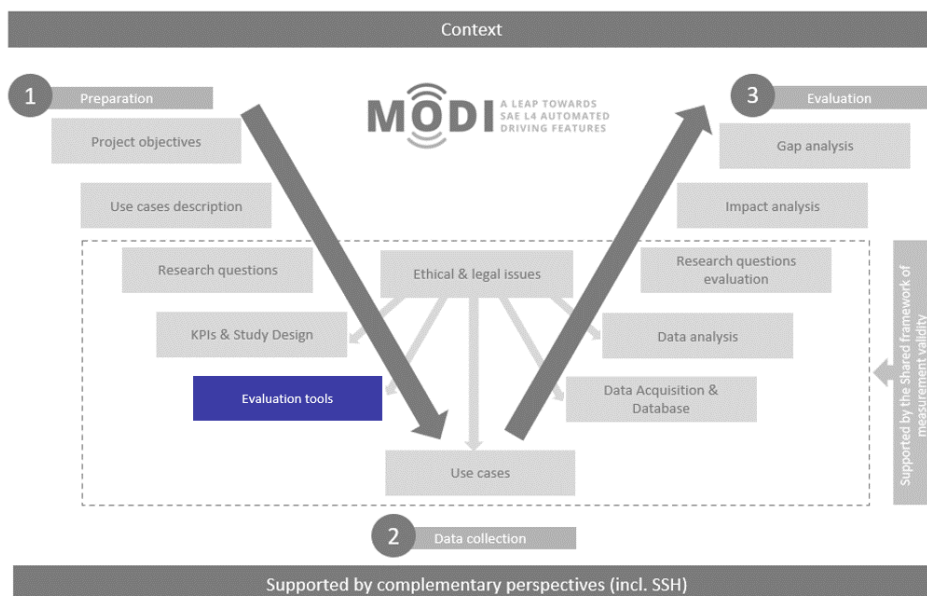 Context
1
Preparation
MODI
A LEAP TOWARDS
SAE L4 AUTOMATED
DRIVING FEATURES
3
Evaluation
Project objectives
Gap analysis
Use cases description
Impact analysis
Research questions
Ethical & legal issues
Research questions
evaluation
KPIs & Study Design
Data analysis
Evaluation tools
Data Acquisition &
Database
Use cases
Supported by the Shared framework of
measurement validity
2
Data collection
Supported by complementary perspectives (incl. SSH)